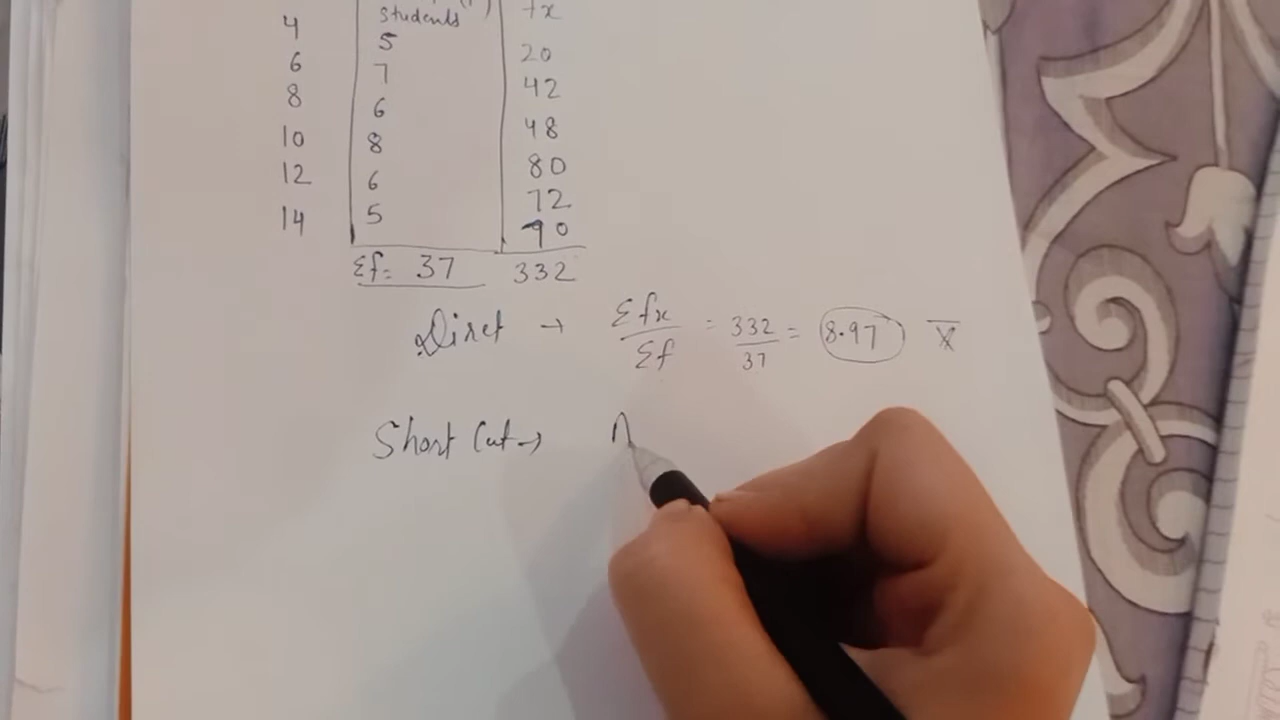 students fx
4 5 20
6 7 42
8 6 48
10 8 80
12 6 72
14 5 90
Σf= 37 332
Diret → Σfx / Σf = 332 / 37 = 8.97 X̅
Short Cut → A